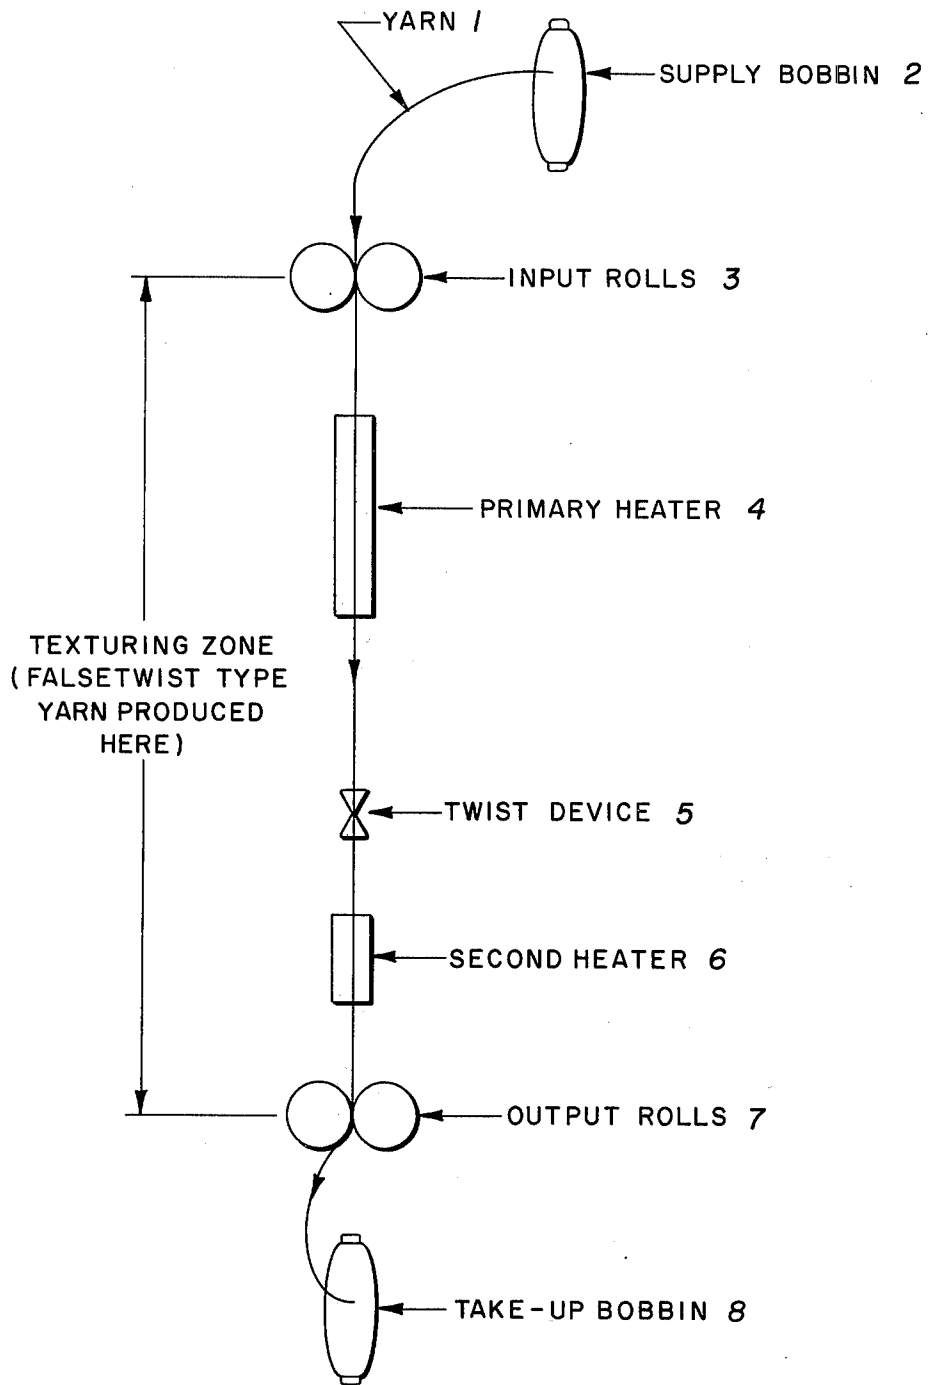 YARN 1
SUPPLY BOBBIN 2
INPUT ROLLS 3
PRIMARY HEATER 4
TEXTURING ZONE
(FALSETWIST TYPE
YARN PRODUCED
HERE)
TWIST DEVICE 5
SECOND HEATER 6
OUTPUT ROLLS 7
TAKE-UP BOBBIN 8